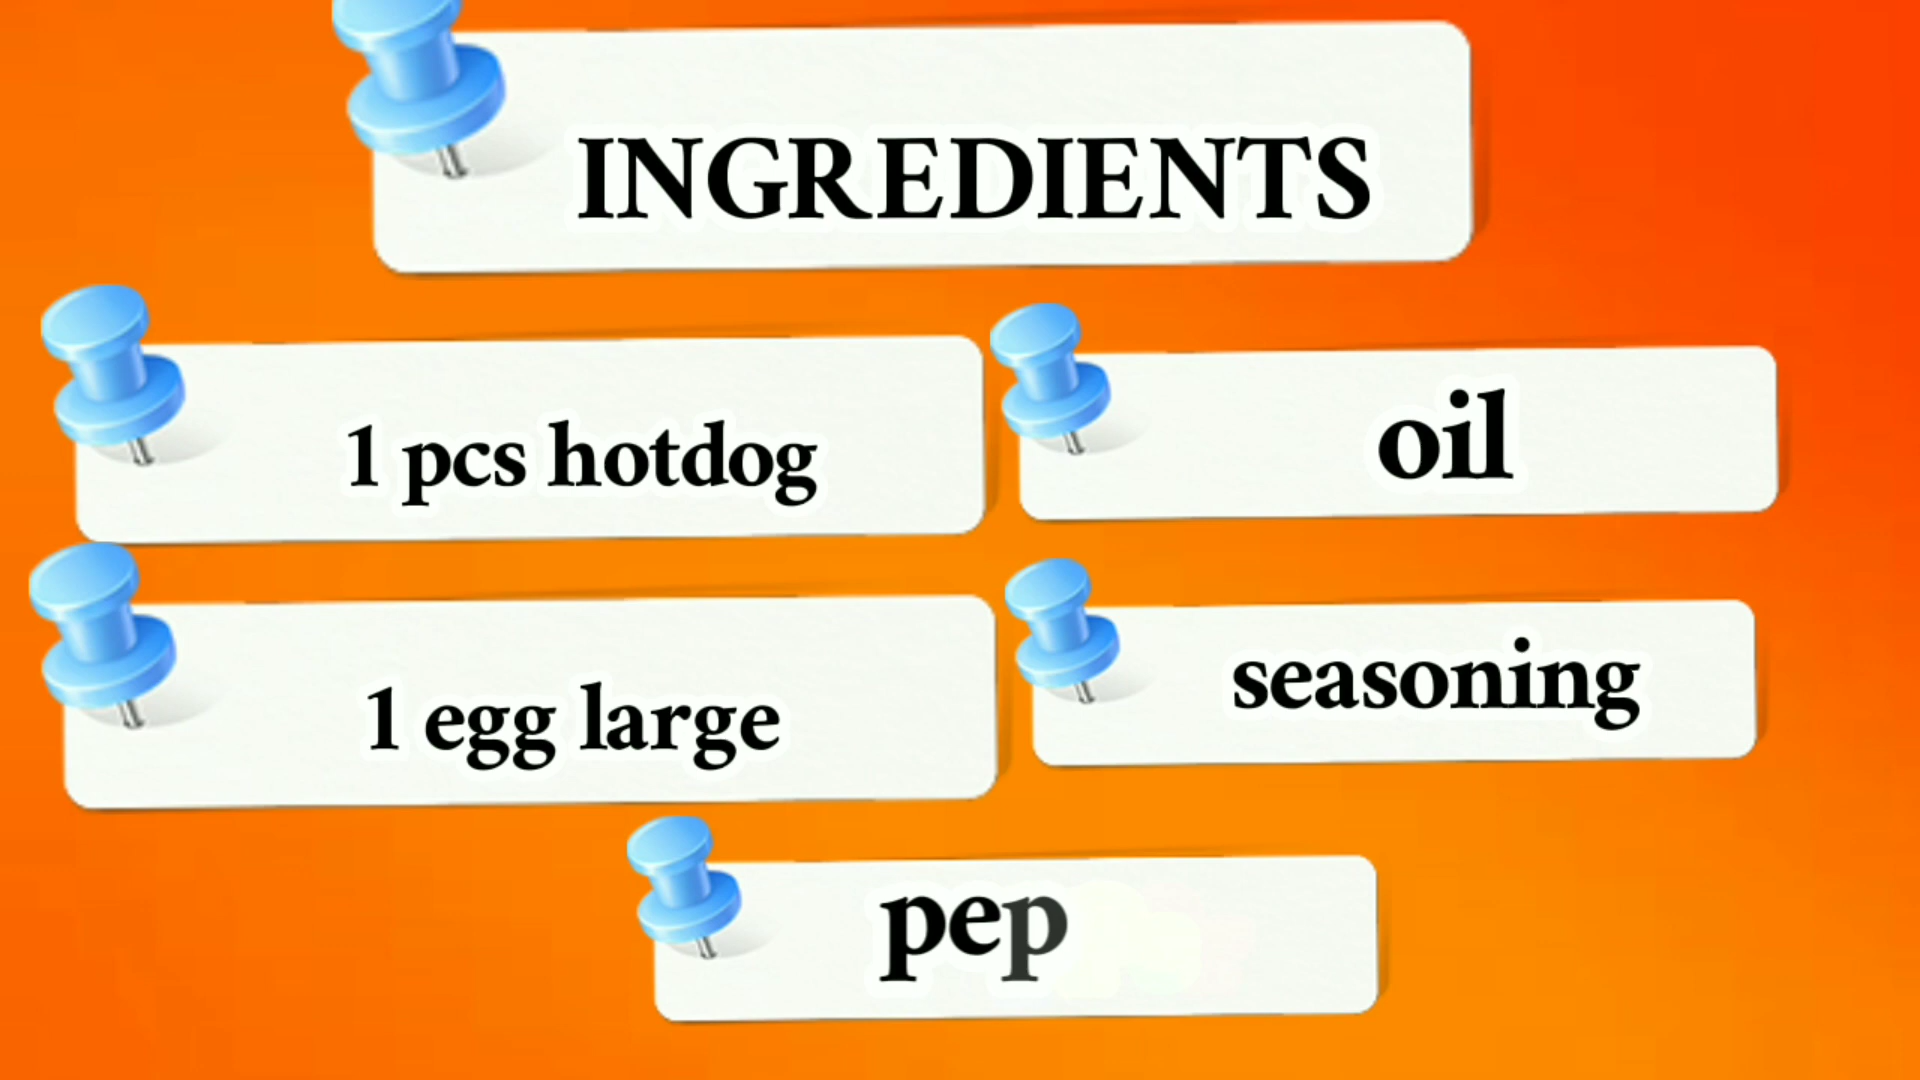 INGREDIENTS
1 pcs hotdog
oil
1 egg large
seasoning
pep